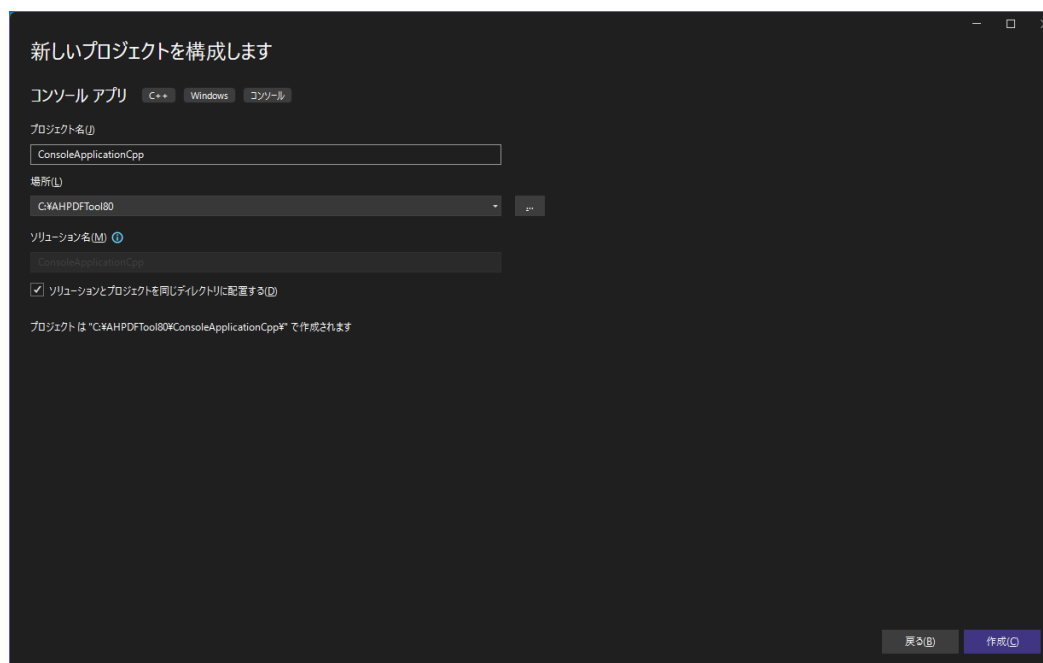 新しいプロジェクトを構成します
コンソール アプリ C++ Windows コンソール
プロジェクト名(J)
ConsoleApplicationCpp
場所(L)
C:¥AHPDFTool80
...
ソリューション名(M)
ConsoleApplicationCpp
ソリューションとプロジェクトを同じディレクトリに配置する(D)
プロジェクト は "C:¥AHPDFTool80¥ConsoleApplicationCpp¥" で作成されます
戻る(B) 作成(C)